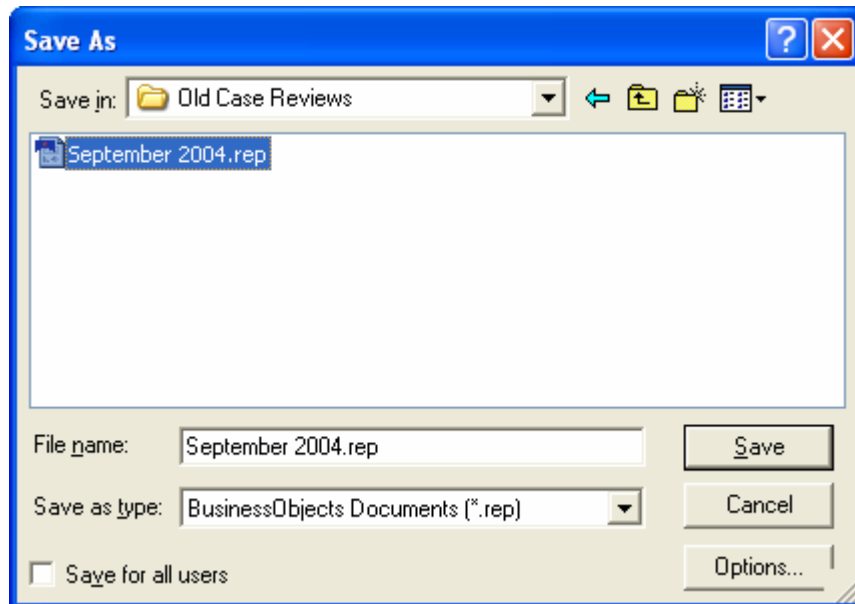 Save As
Save in: Old Case Reviews
September 2004.rep
File name: September 2004.rep
Save
Save as type: BusinessObjects Documents (*.rep)
Cancel
Save for all users
Options...